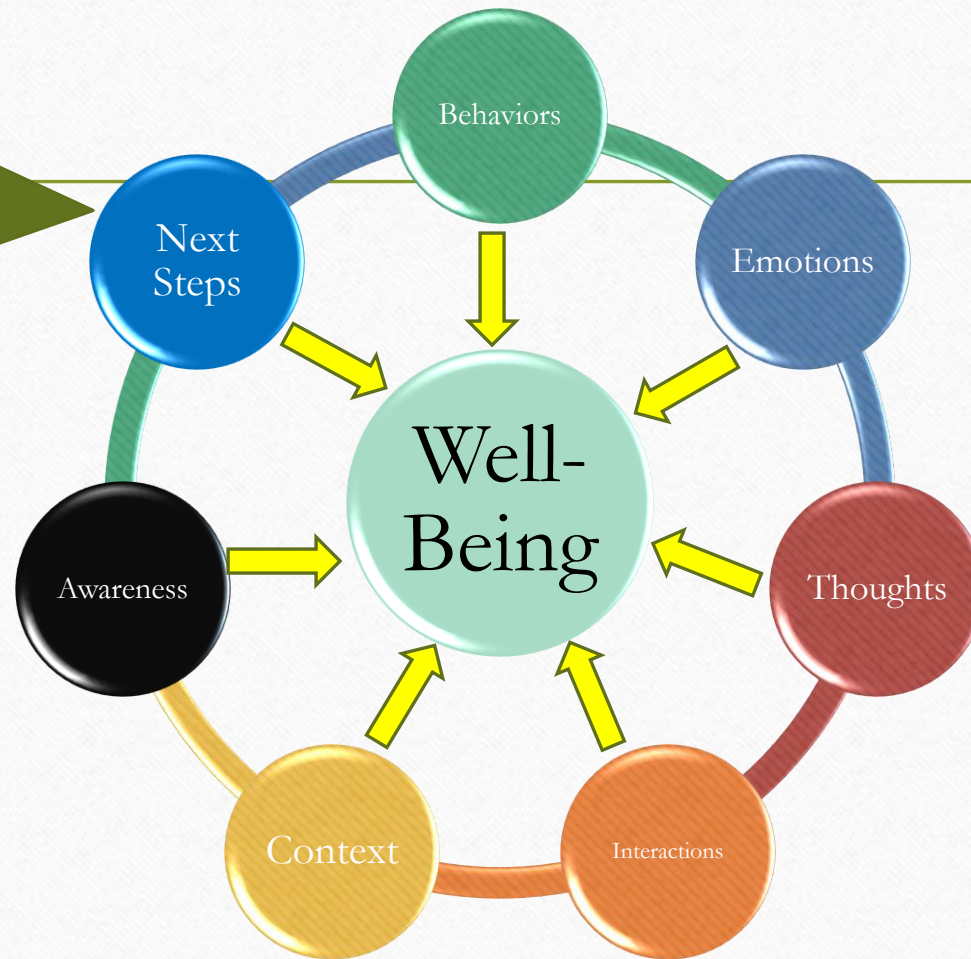 Behaviors
Emotions
Thoughts
Interactions
Context
Awareness
Next
Steps
Well-
Being